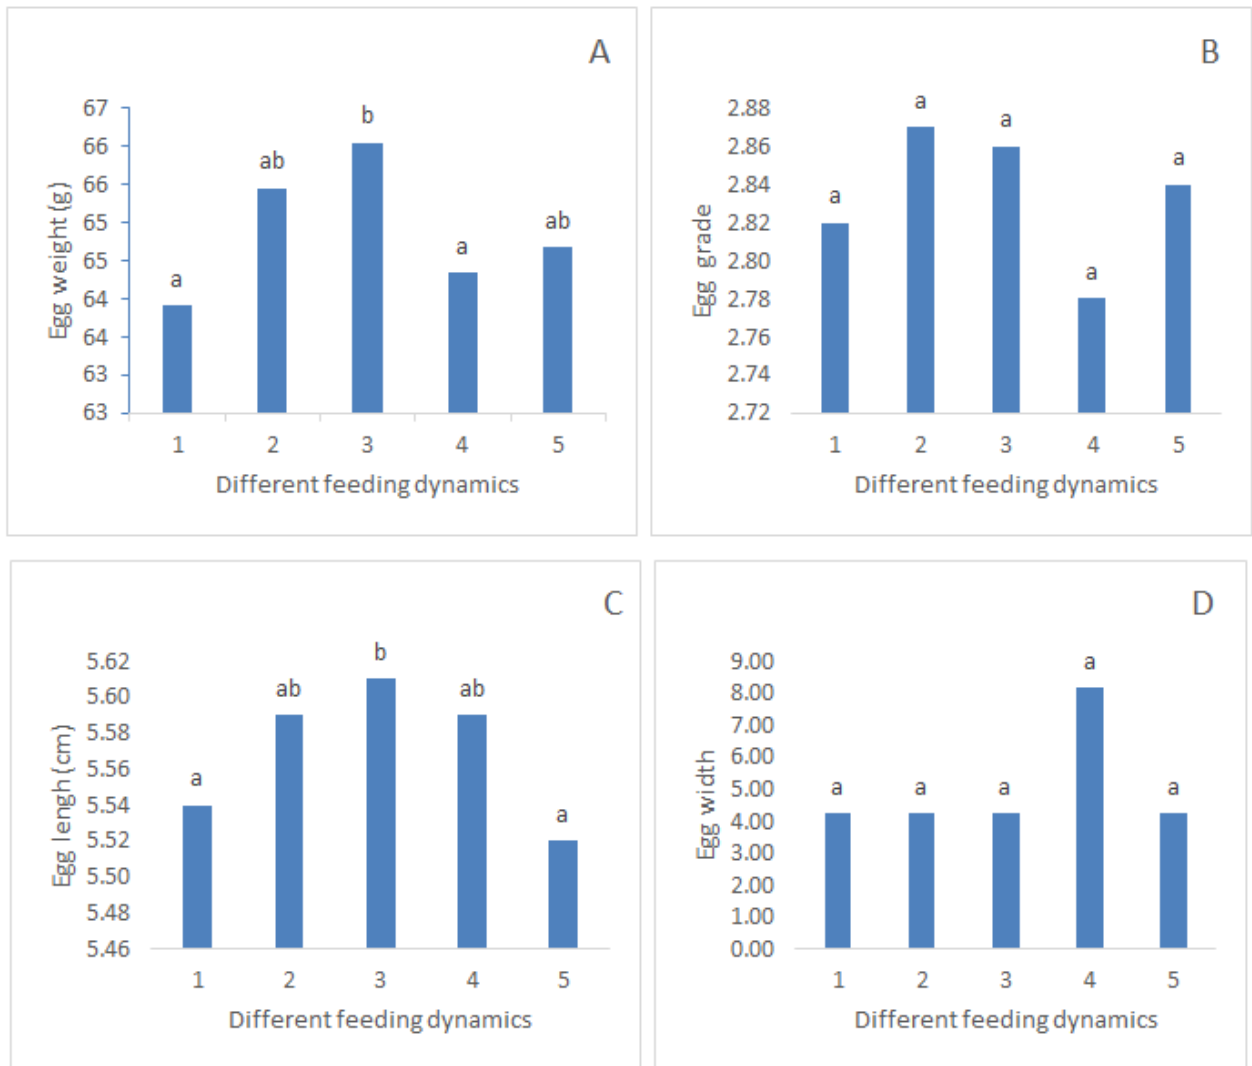 A
67
66
66
65
65
64
64
63
63
Egg weight (g)
a
ab
b
a
ab
1 2 3 4 5
Different feeding dynamics
B
2.88
2.86
2.84
2.82
2.80
2.78
2.76
2.74
2.72
Egg grade
a
a
a
a
a
1 2 3 4 5
Different feeding dynamics
C
5.62
5.60
5.58
5.56
5.54
5.52
5.50
5.48
5.46
Egg lengh (cm)
a
ab
b
ab
a
1 2 3 4 5
Different feeding dynamics
D
9.00
8.00
7.00
6.00
5.00
4.00
3.00
2.00
1.00
0.00
Egg width
a
a
a
a
a
1 2 3 4 5
Different feeding dynamics